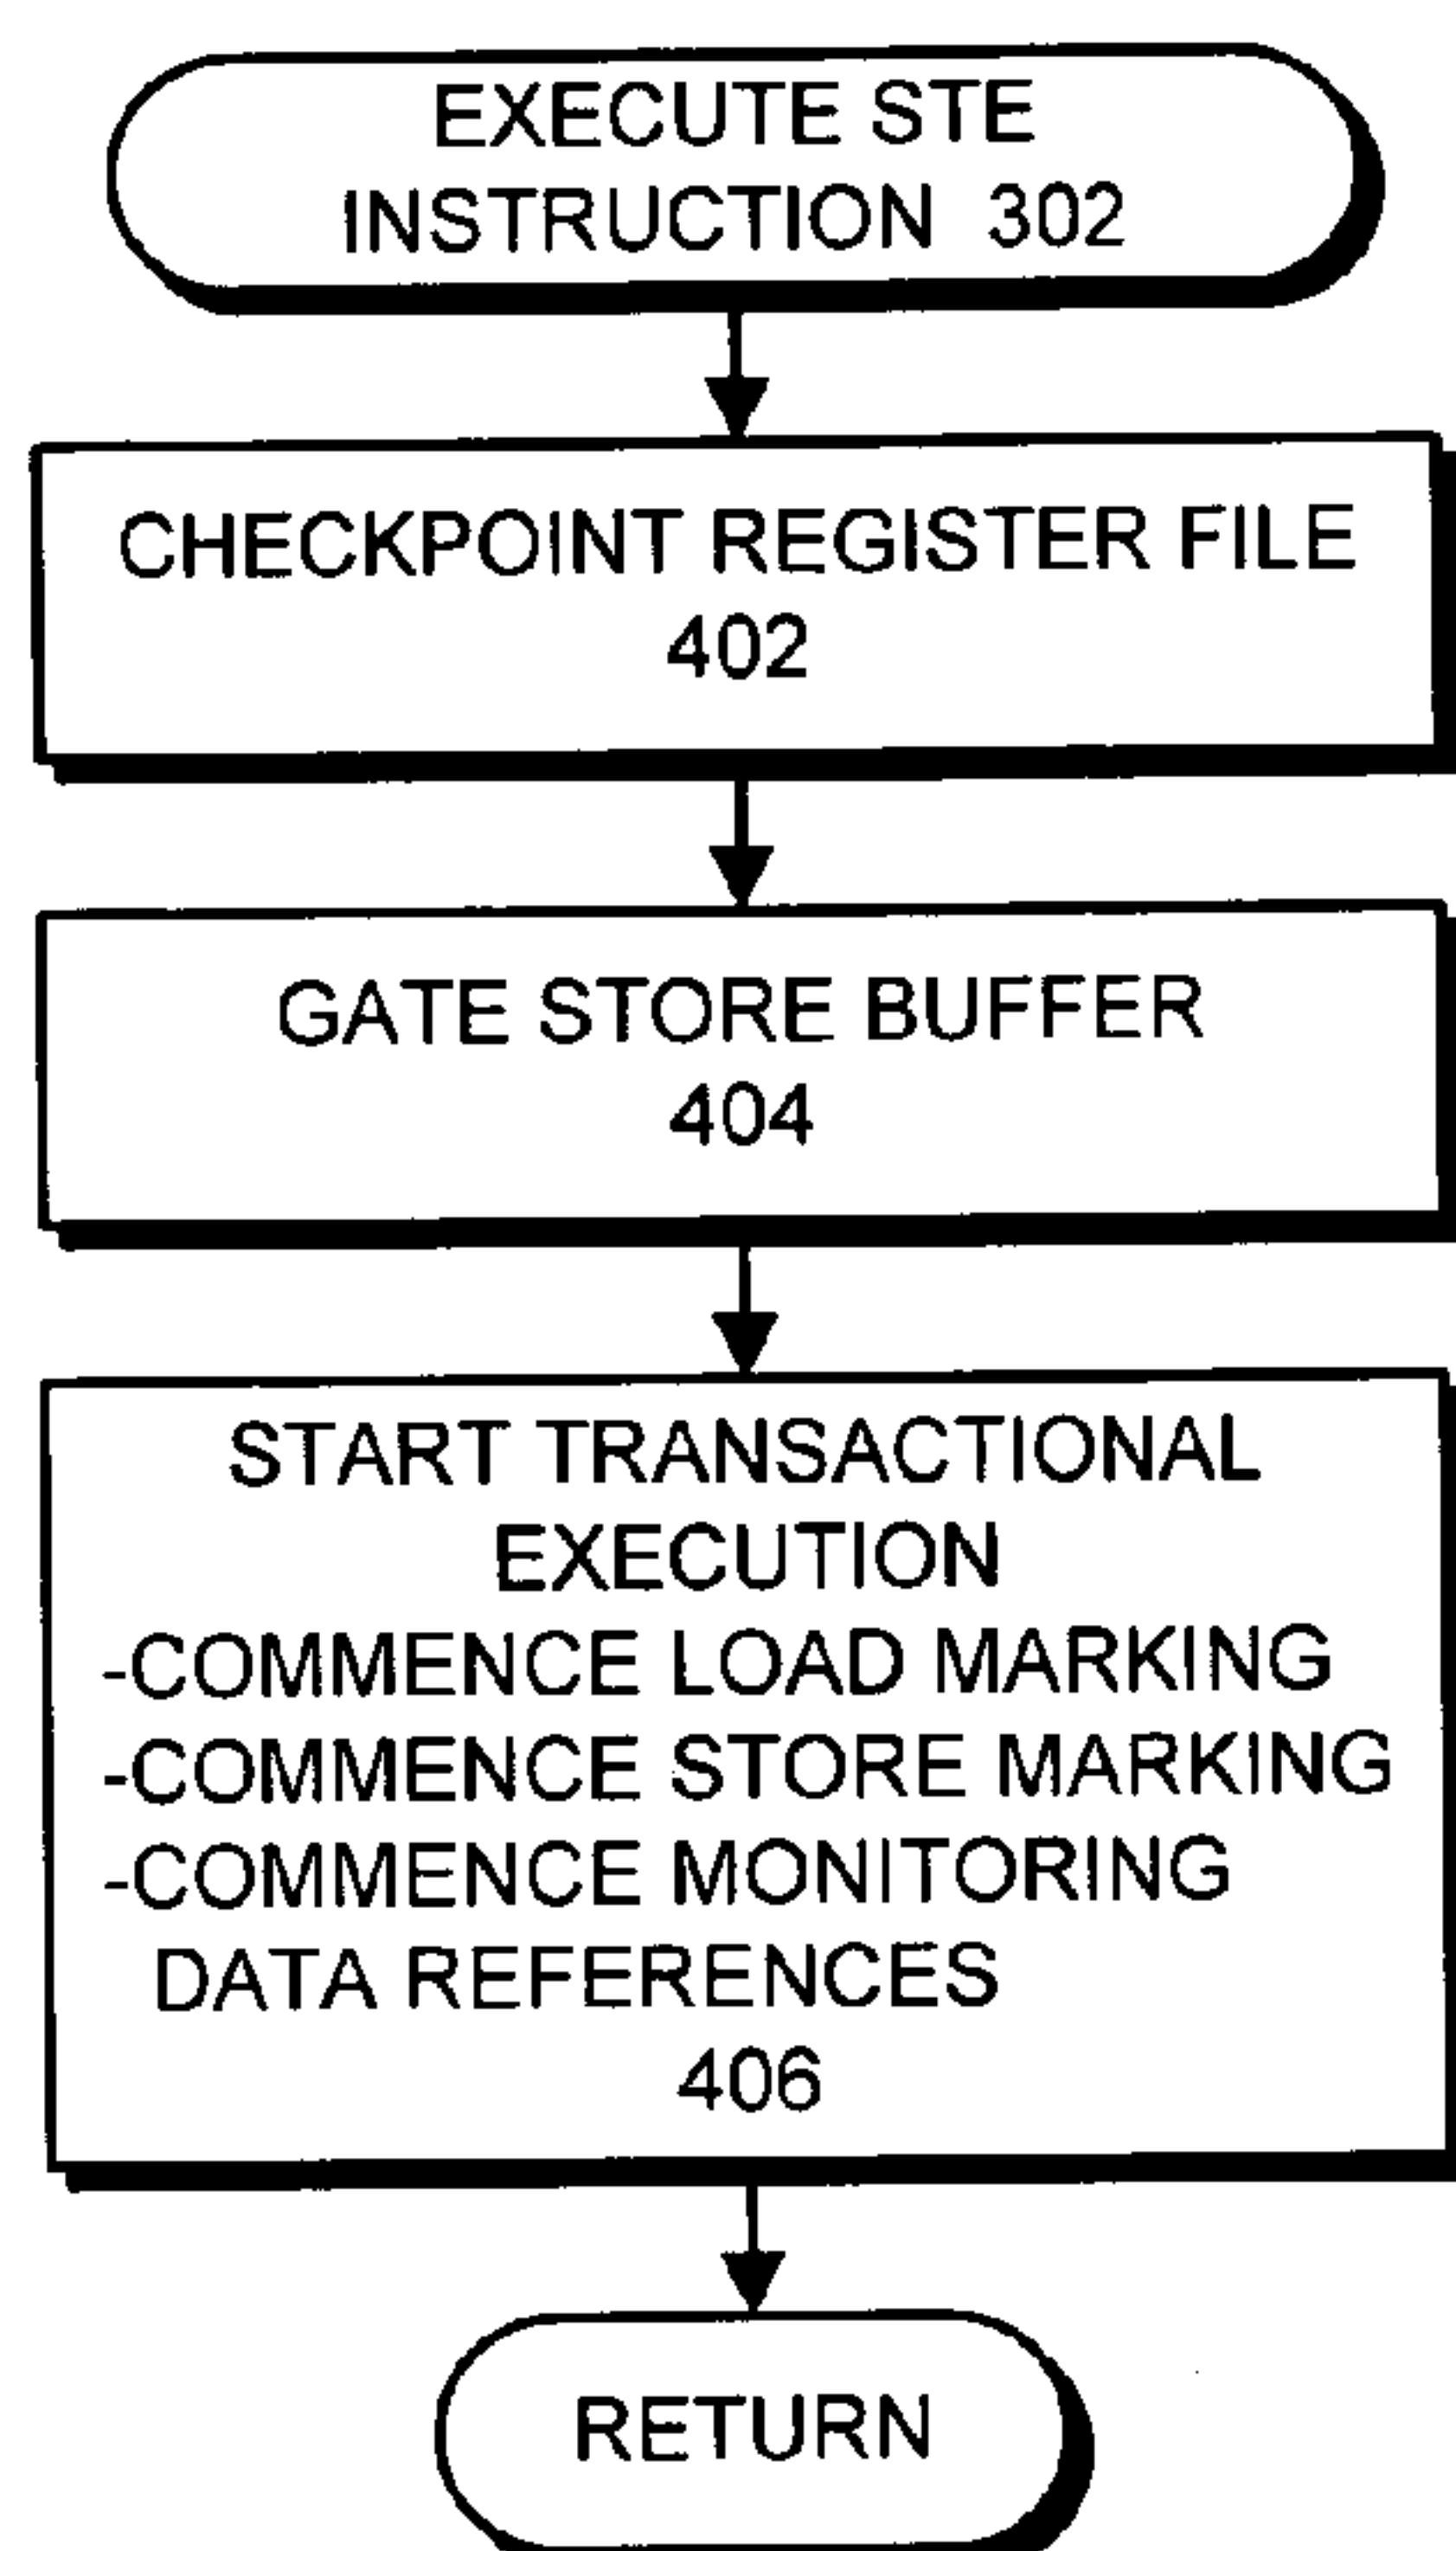 EXECUTE STE
INSTRUCTION 302
CHECKPOINT REGISTER FILE
402
GATE STORE BUFFER
404
START TRANSACTIONAL
EXECUTION
-COMMENCE LOAD MARKING
-COMMENCE STORE MARKING
-COMMENCE MONITORING
DATA REFERENCES
406
RETURN